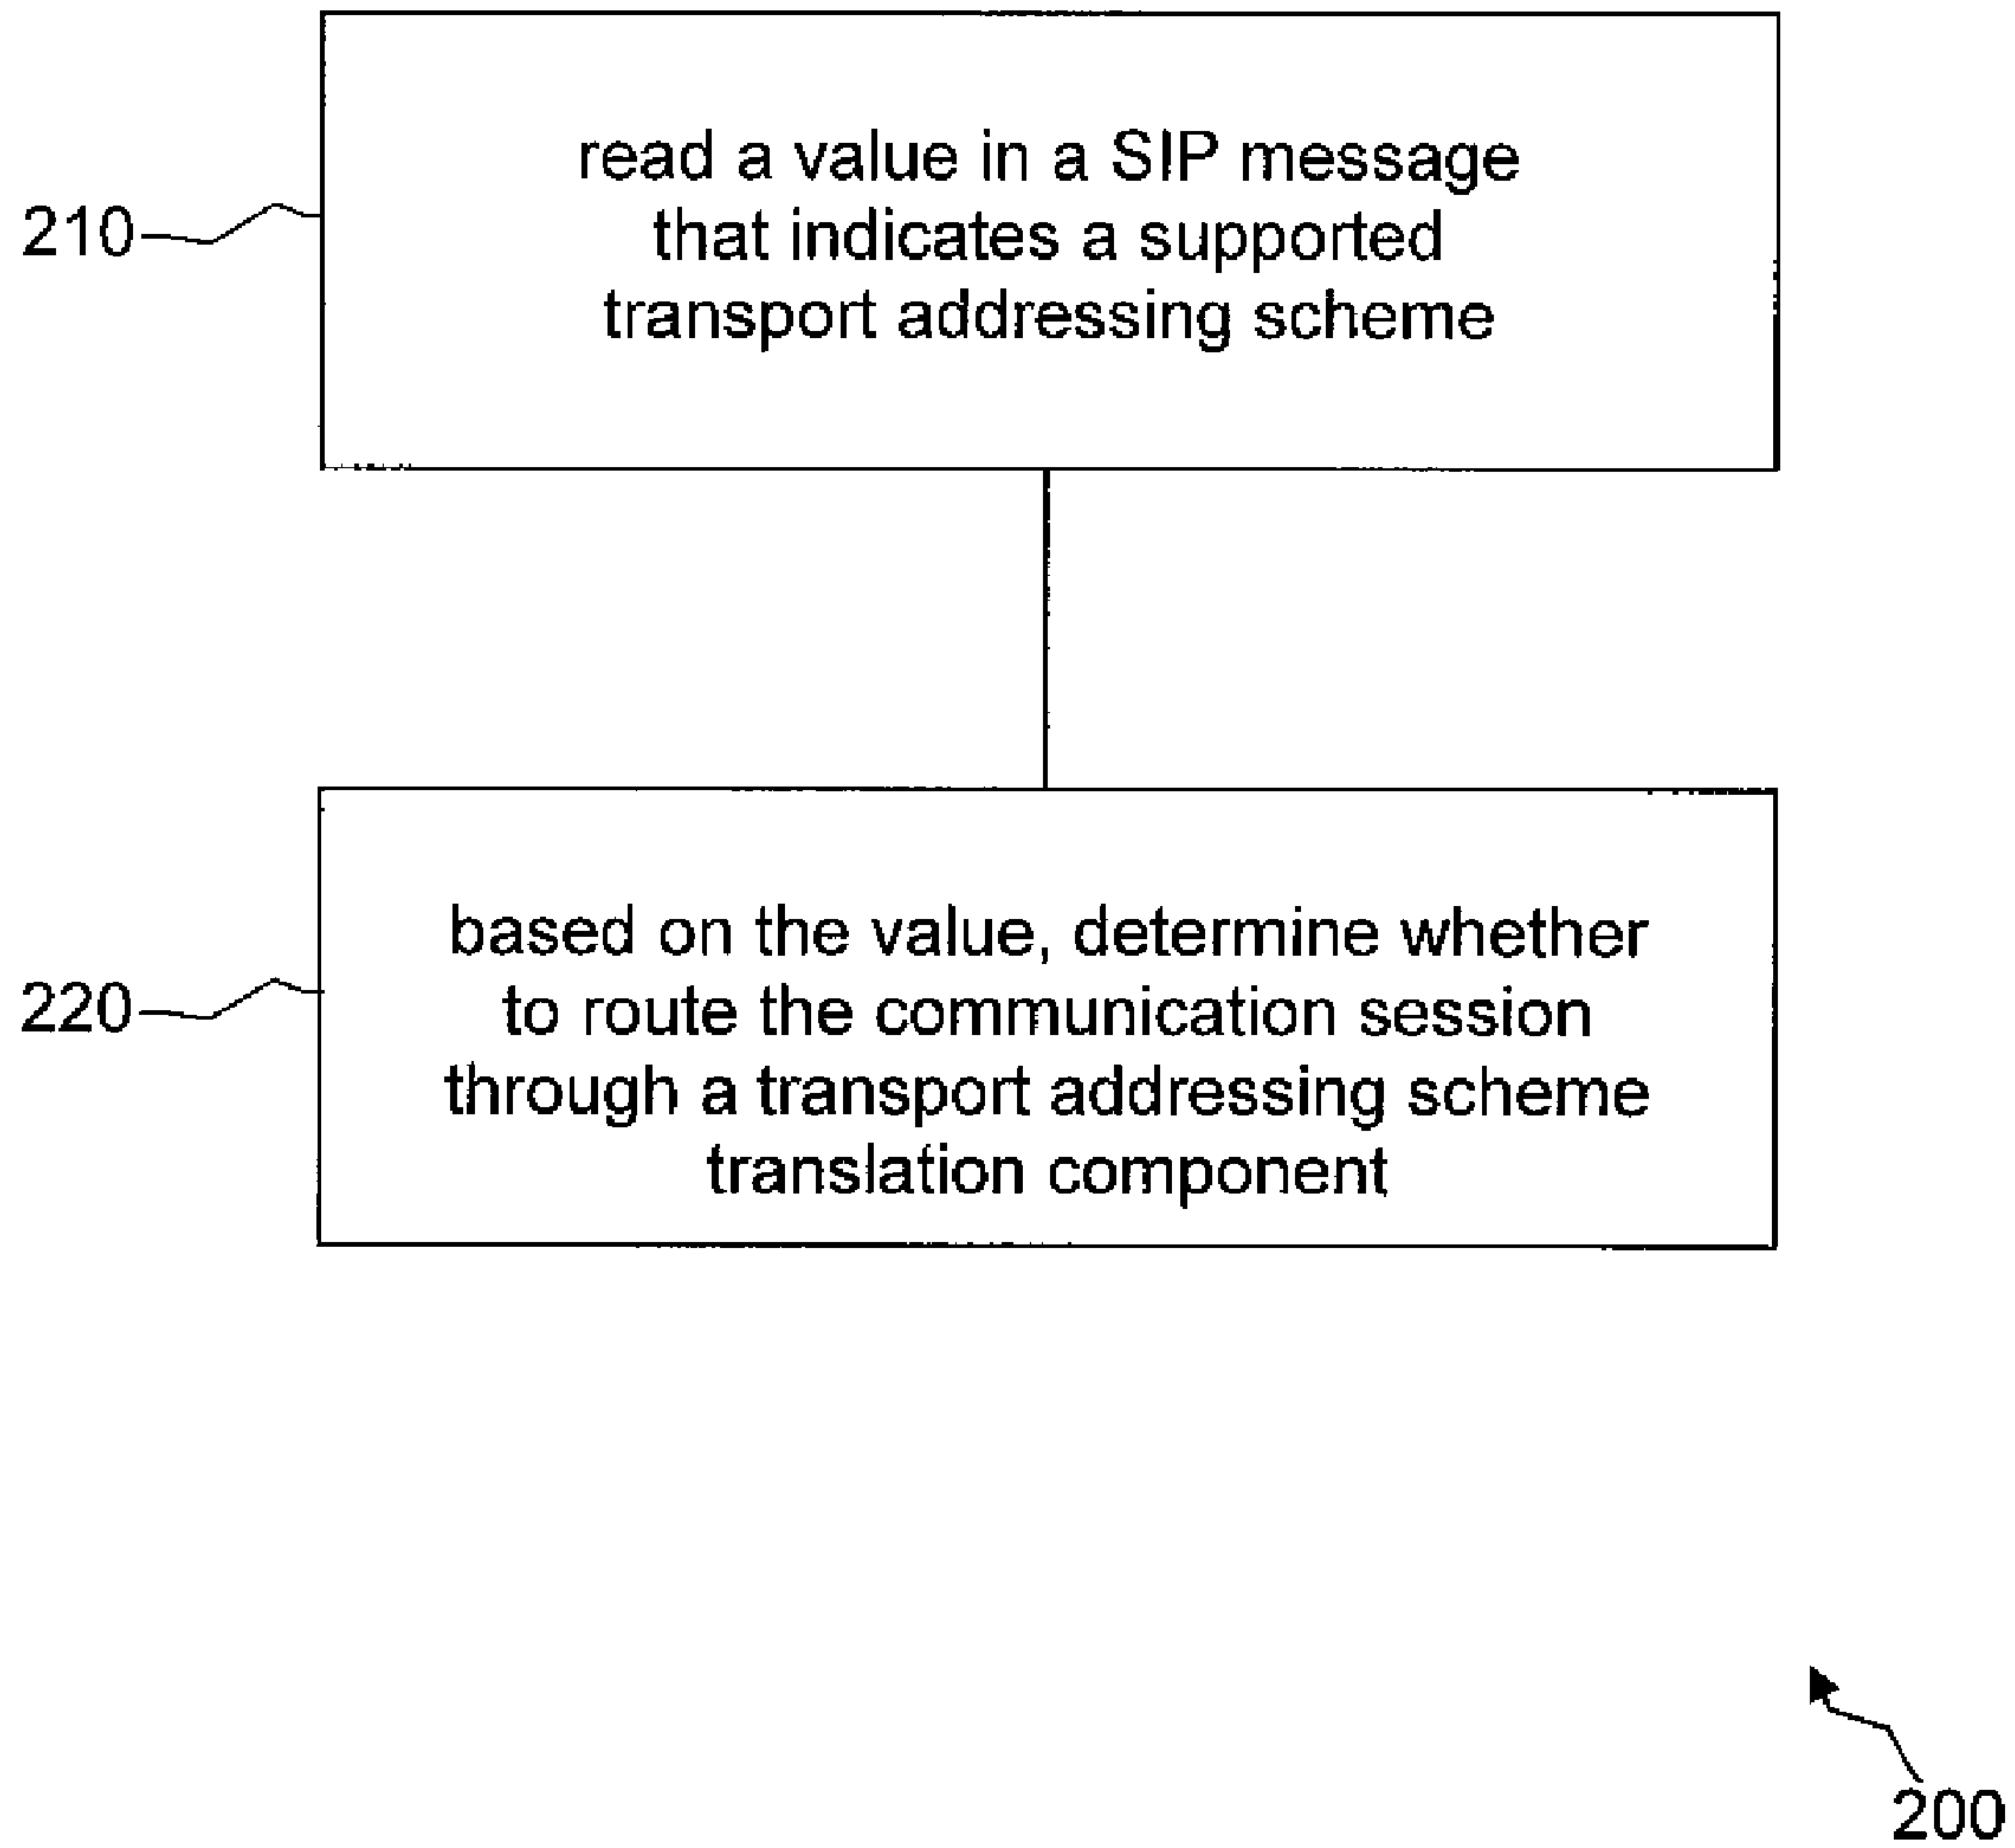 210
read a value in a SIP message
that indicates a supported
transport addressing scheme
220
based on the value, determine whether
to route the communication session
through a transport addressing scheme
translation component
200